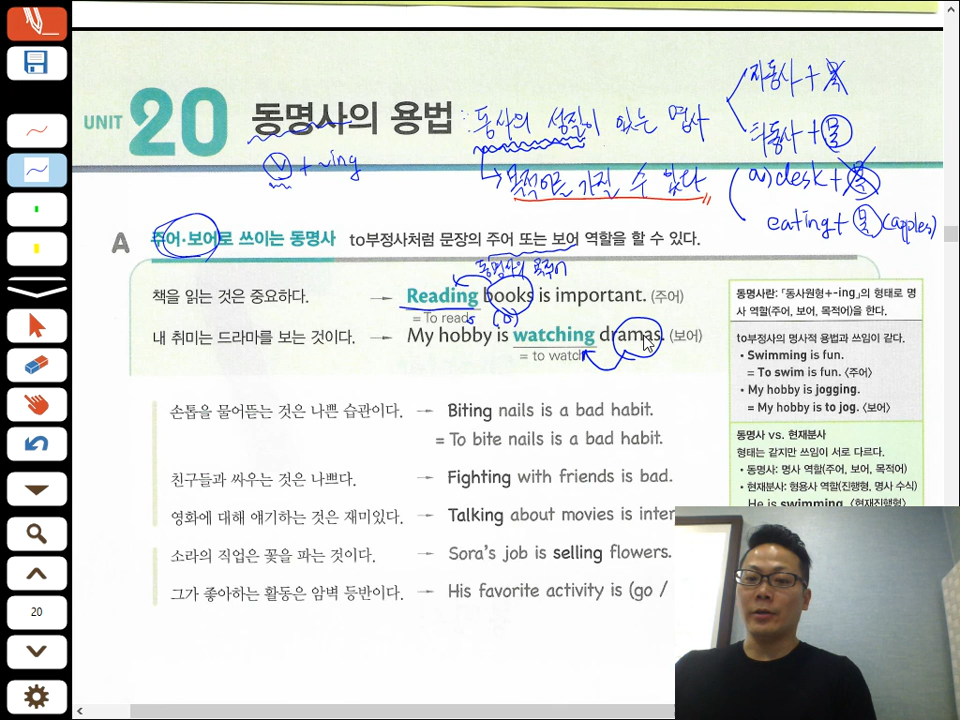 UNIT 20 동명사의 용법 : 동사의 성질이 있는 명사
자동사 + 목
타동사 + 목
V + ~ing
↳ 목적어를 가질 수 있다
a) desk + 목
eating + 목 (apples)
A 주어·보어로 쓰이는 동명사 to부정사처럼 문장의 주어 또는 보어 역할을 할 수 있다.
동명사의 목적어
책을 읽는 것은 중요하다. → Reading books is important. (주어)
= To read (O)
내 취미는 드라마를 보는 것이다. → My hobby is watching dramas. (보어)
= to watch
손톱을 물어뜯는 것은 나쁜 습관이다. → Biting nails is a bad habit.
= To bite nails is a bad habit.
친구들과 싸우는 것은 나쁘다. → Fighting with friends is bad.
영화에 대해 얘기하는 것은 재미있다. → Talking about movies is inter
소라의 직업은 꽃을 파는 것이다. → Sora's job is selling flowers.
그가 좋아하는 활동은 암벽 등반이다. → His favorite activity is (go /
동명사란: 「동사원형+-ing」의 형태로 명
사 역할(주어, 보어, 목적어)을 한다.
to부정사의 명사적 용법과 쓰임이 같다.
• Swimming is fun.
= To swim is fun. 〈주어〉
• My hobby is jogging.
= My hobby is to jog. 〈보어〉
동명사 vs. 현재분사
형태는 같지만 쓰임이 서로 다르다.
• 동명사: 명사 역할(주어, 보어, 목적어)
• 현재분사: 형용사 역할(진행형, 명사 수식)
He is swimming. 〈현재진행형〉
20